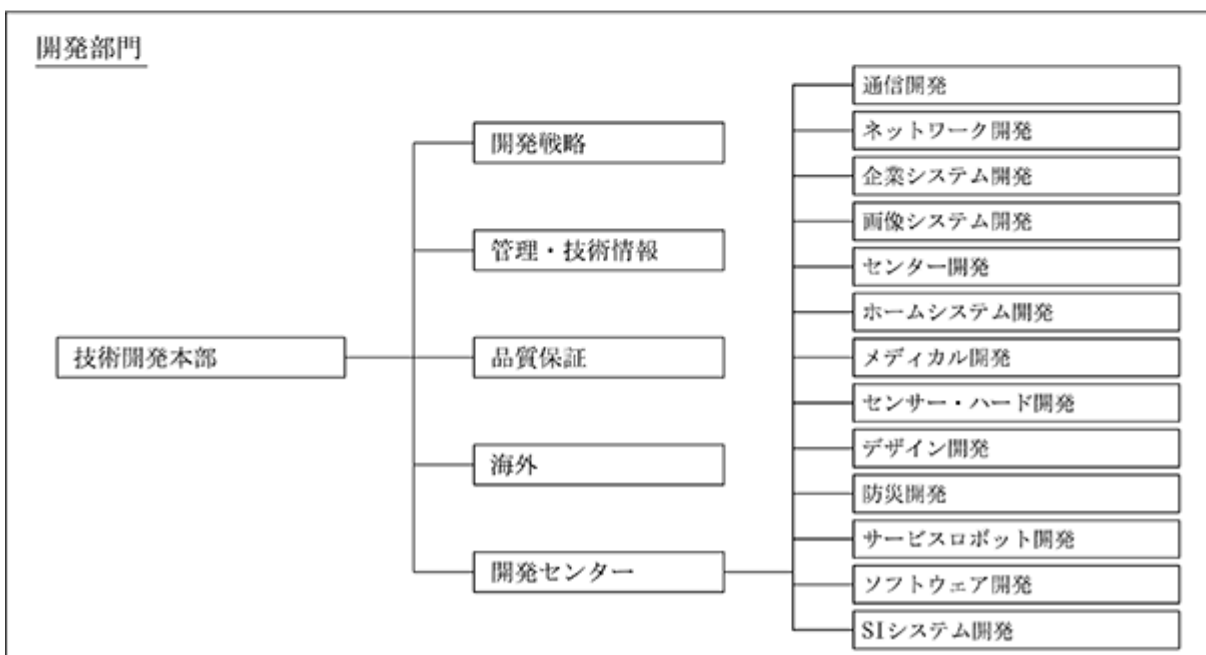 開発部門
技術開発本部
開発戦略
管理・技術情報
品質保証
海外
開発センター
通信開発
ネットワーク開発
企業システム開発
画像システム開発
センター開発
ホームシステム開発
メディカル開発
センサー・ハード開発
デザイン開発
防災開発
サービスロボット開発
ソフトウェア開発
SIシステム開発